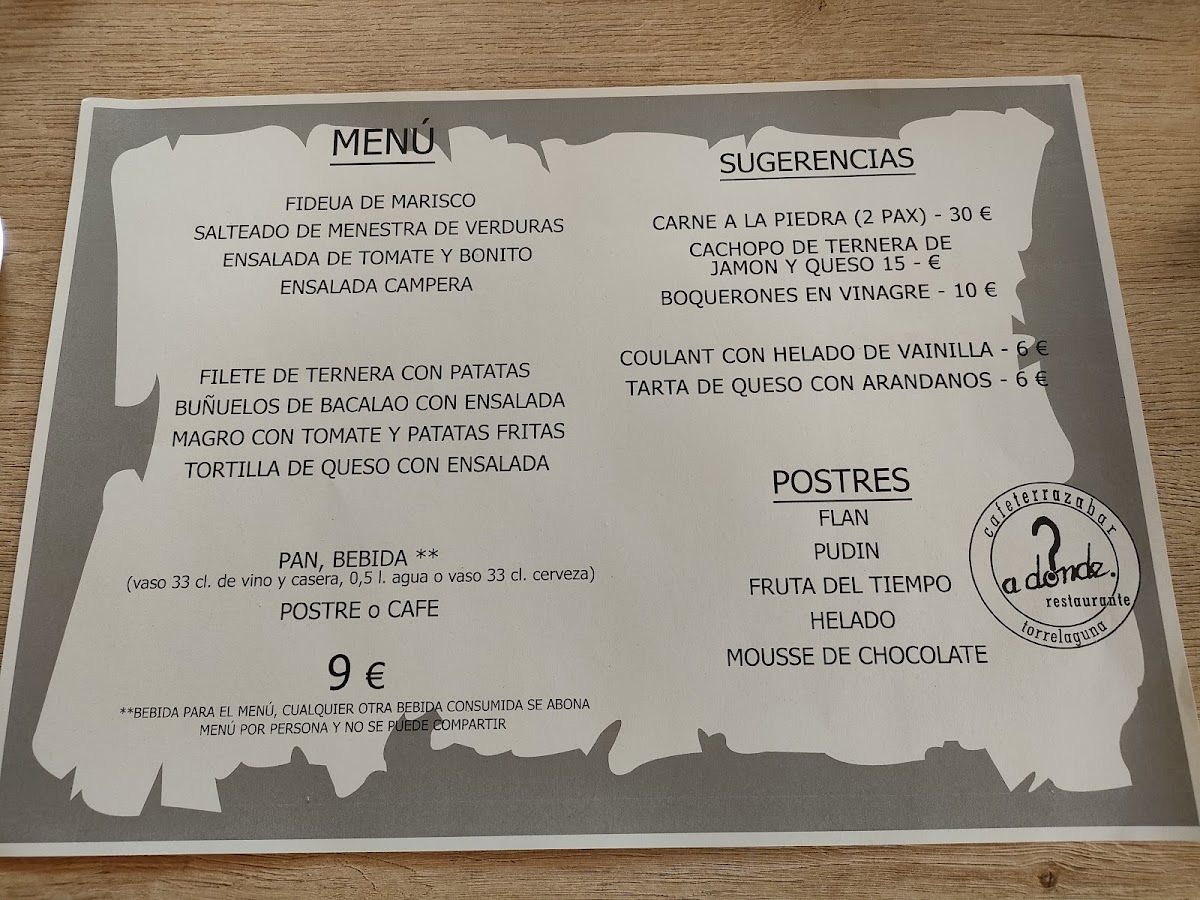 MENÚ
FIDEUA DE MARISCO
SALTEADO DE MENESTRA DE VERDURAS
ENSALADA DE TOMATE Y BONITO
ENSALADA CAMPERA
FILETE DE TERNERA CON PATATAS
BUÑUELOS DE BACALAO CON ENSALADA
MAGRO CON TOMATE Y PATATAS FRITAS
TORTILLA DE QUESO CON ENSALADA
PAN, BEBIDA **
(vaso 33 cl. de vino y casera, 0,5 l. agua o vaso 33 cl. cerveza)
POSTRE o CAFE
9 €
**BEBIDA PARA EL MENÚ, CUALQUIER OTRA BEBIDA CONSUMIDA SE ABONA
MENÚ POR PERSONA Y NO SE PUEDE COMPARTIR
SUGERENCIAS
CARNE A LA PIEDRA (2 PAX) - 30 €
CACHOPO DE TERNERA DE
JAMON Y QUESO 15 - €
BOQUERONES EN VINAGRE - 10 €
COULANT CON HELADO DE VAINILLA - 6 €
TARTA DE QUESO CON ARANDANOS - 6 €
POSTRES
FLAN
PUDIN
FRUTA DEL TIEMPO
HELADO
MOUSSE DE CHOCOLATE
cafeterrazabar
?
a donde.
restaurante
torrelaguna